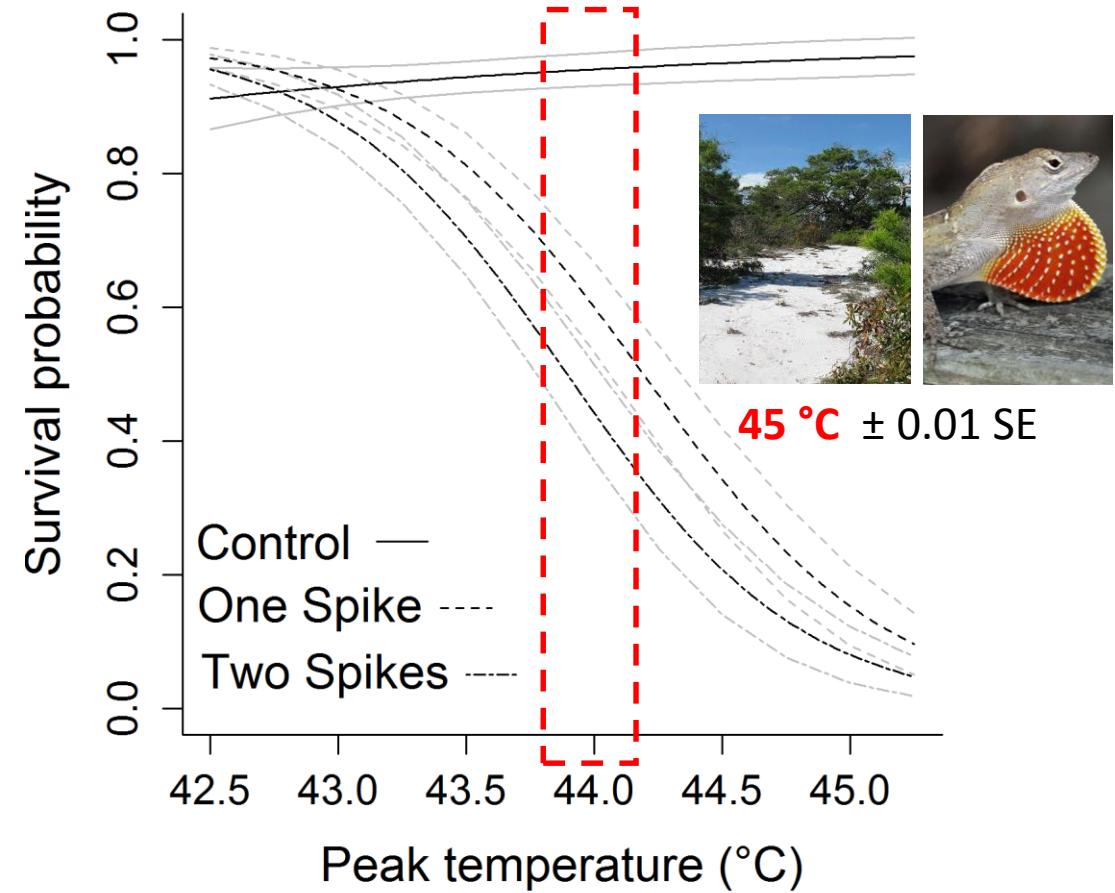 Survival probability
1.0
0.8
0.6
0.4
0.2
0.0
45 °C ± 0.01 SE
Control
One Spike
Two Spikes
42.5 43.0 43.5 44.0 44.5 45.0
Peak temperature (°C)